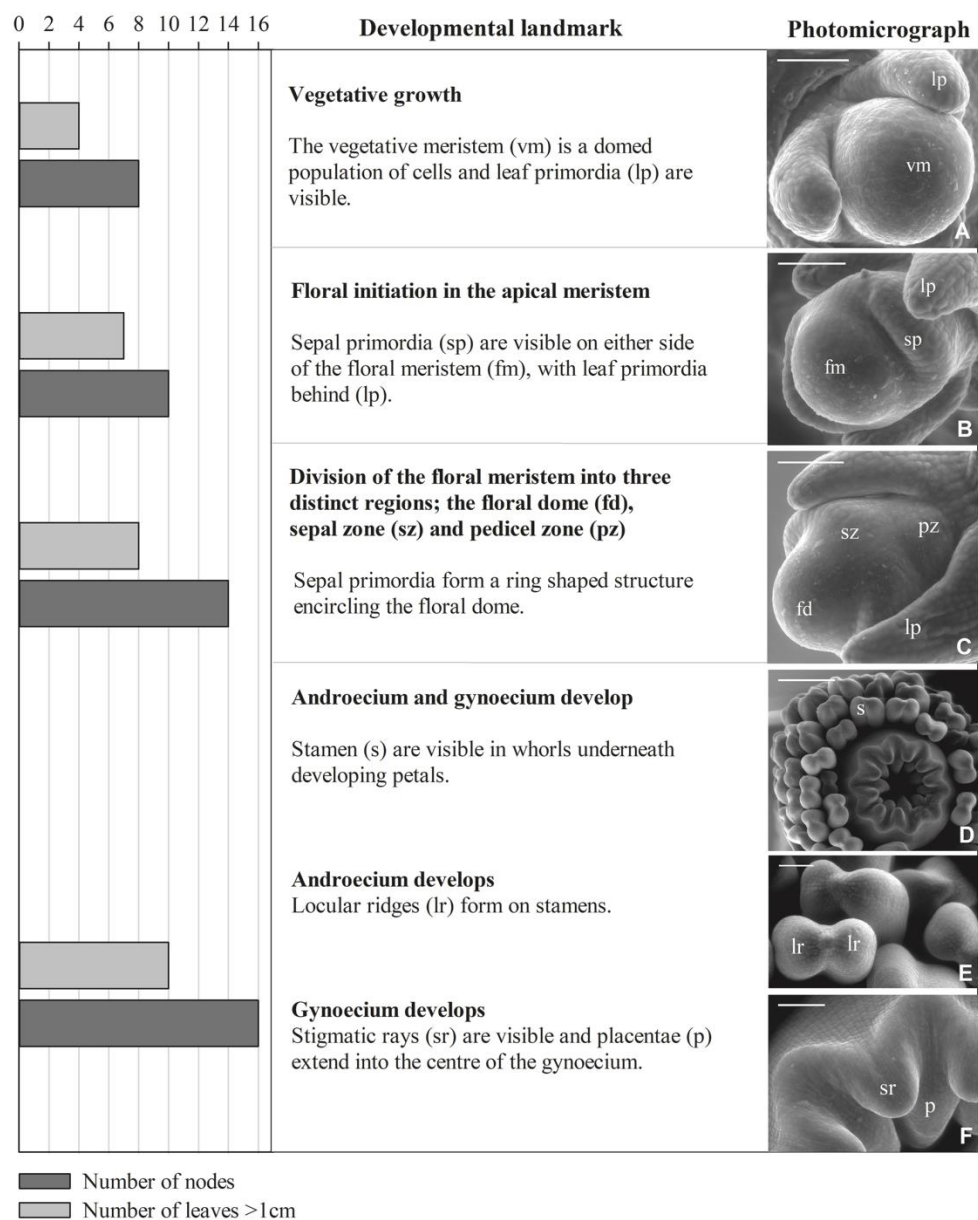 0 2 4 6 8 10 12 14 16
Developmental landmark
Photomicrograph
Vegetative growth
The vegetative meristem (vm) is a domed
population of cells and leaf primordia (lp) are
visible.
lp
vm
A
Floral initiation in the apical meristem
Sepal primordia (sp) are visible on either side
of the floral meristem (fm), with leaf primordia
behind (lp).
lp
sp
fm
B
Division of the floral meristem into three
distinct regions; the floral dome (fd),
sepal zone (sz) and pedicel zone (pz)
Sepal primordia form a ring shaped structure
encircling the floral dome.
sz
pz
fd
lp
C
Androecium and gynoecium develop
Stamen (s) are visible in whorls underneath
developing petals.
s
D
Androecium develops
Locular ridges (lr) form on stamens.
lr lr
E
Gynoecium develops
Stigmatic rays (sr) are visible and placentae (p)
extend into the centre of the gynoecium.
sr
p
F
Number of nodes
Number of leaves >1cm